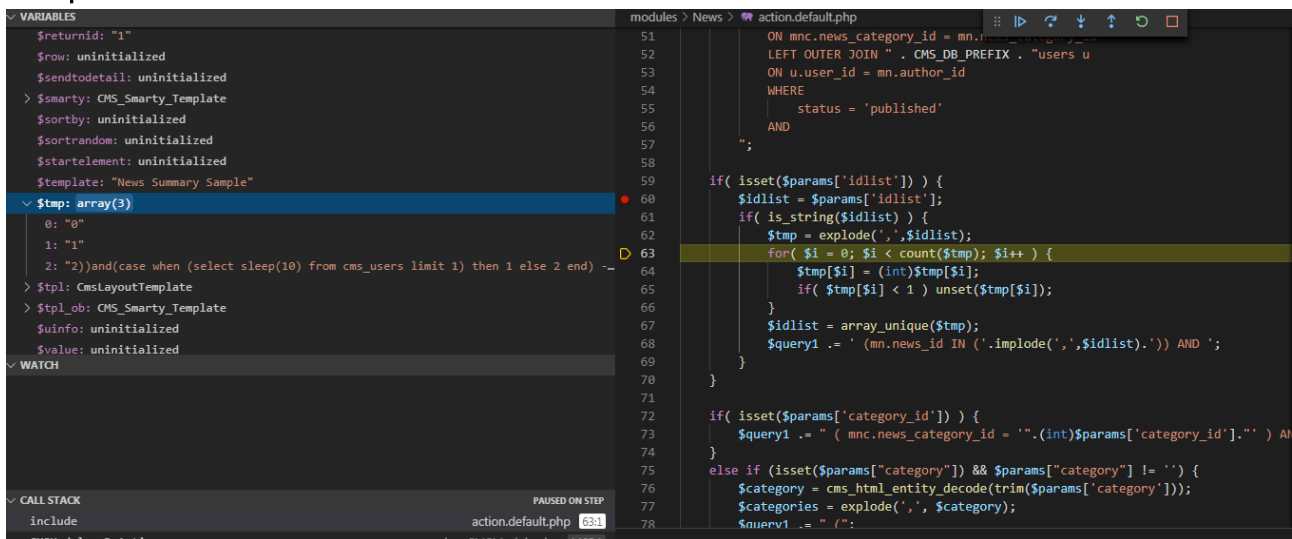 VARIABLES
$returnid: "1"
$row: uninitialized
$sendtodetail: uninitialized
$smarty: CMS_Smarty_Template
$sortby: uninitialized
$sortrandom: uninitialized
$startelement: uninitialized
$template: "News Summary Sample"
$tmp: array(3)
0: "0"
1: "1"
2: "2))and(case when (select sleep(10) from cms_users limit 1) then 1 else 2 end) -…
$tpl: CmsLayoutTemplate
$tpl_ob: CMS_Smarty_Template
$uinfo: uninitialized
$value: uninitialized
WATCH
CALL STACK PAUSED ON STEP
include action.default.php 63:1
modules > News > action.default.php
51 ON mnc.news_category_id = mn.news_category_id
52 LEFT OUTER JOIN " . CMS_DB_PREFIX . "users u
53 ON u.user_id = mn.author_id
54 WHERE
55 status = 'published'
56 AND
57 ";
58
59 if( isset($params['idlist']) ) {
60 $idlist = $params['idlist'];
61 if( is_string($idlist) ) {
62 $tmp = explode(',',$idlist);
63 for( $i = 0; $i < count($tmp); $i++ ) {
64 $tmp[$i] = (int)$tmp[$i];
65 if( $tmp[$i] < 1 ) unset($tmp[$i]);
66 }
67 $idlist = array_unique($tmp);
68 $query1 .= ' (mn.news_id IN ('.implode(',',$idlist).')) AND ';
69 }
70 }
71
72 if( isset($params['category_id']) ) {
73 $query1 .= " ( mnc.news_category_id = '".(int)$params['category_id']."' ) AN
74 }
75 else if (isset($params["category"]) && $params["category"] != '') {
76 $category = cms_html_entity_decode(trim($params['category']));
77 $categories = explode(',', $category);
78 $query1 .= " (";